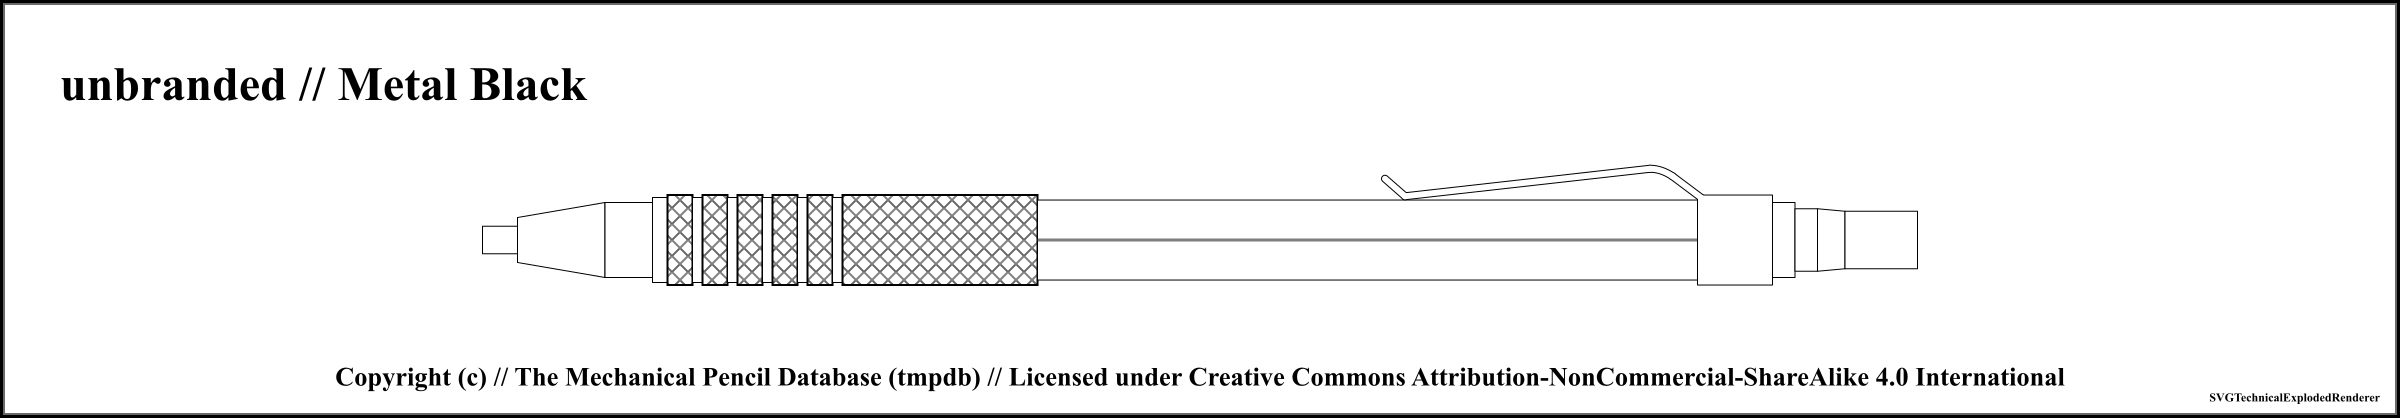 unbranded // Metal Black
Copyright (c) // The Mechanical Pencil Database (tmpdb) // Licensed under Creative Commons Attribution-NonCommercial-ShareAlike 4.0 International
SVGTechnicalExplodedRenderer